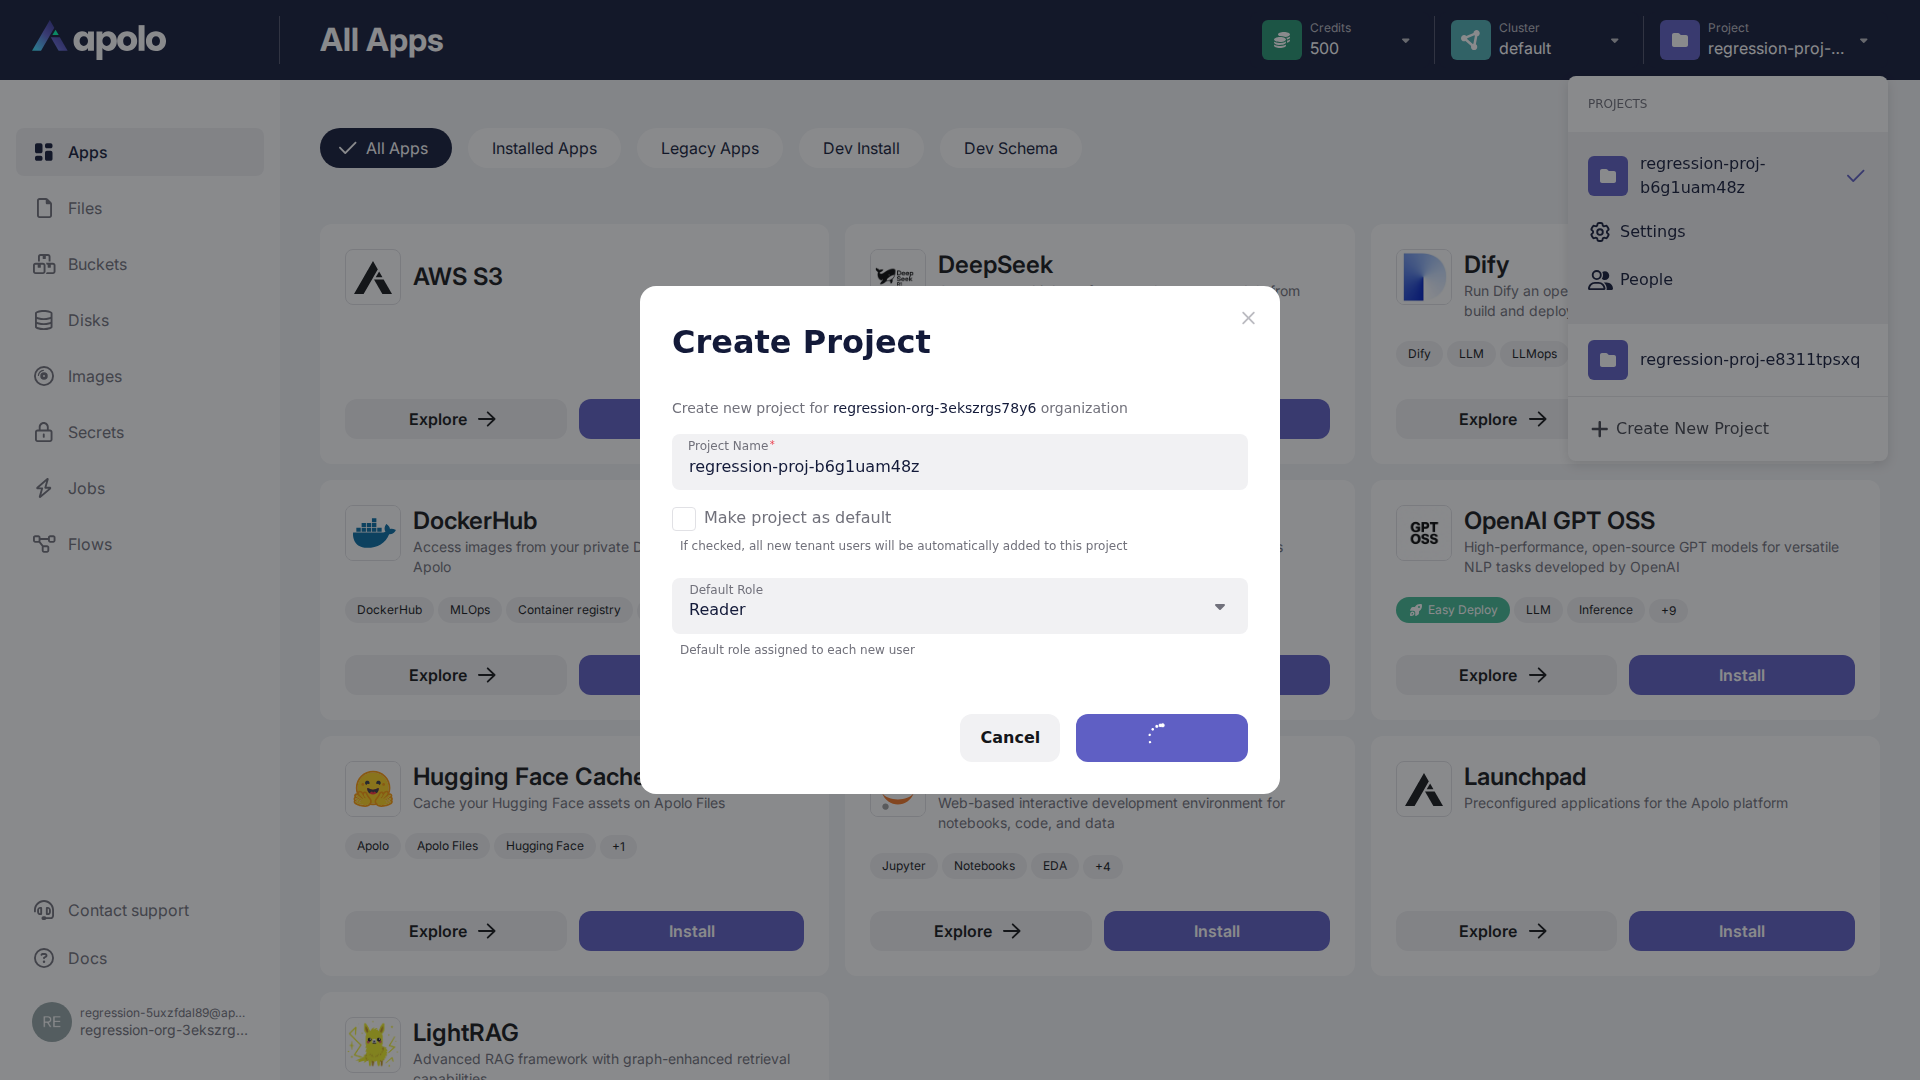 apolo
All Apps
Credits
500
Cluster
default
Project
regression-proj-...
PROJECTS
regression-proj-
b6g1uam48z
Settings
People
regression-proj-e8311tpsxq
Create New Project
Apps
Files
Buckets
Disks
Images
Secrets
Jobs
Flows
Contact support
Docs
RE
regression-5uxzfdal89@ap...
regression-org-3ekszrg...
All Apps
Installed Apps
Legacy Apps
Dev Install
Dev Schema
AWS S3
Explore
DeepSeek
from
Dify
Run Dify an ope
build and deploy
Dify
LLM
LLMops
Explore
Create Project
Create new project for regression-org-3ekszrgs78y6 organization
Project Name*
regression-proj-b6g1uam48z
Make project as default
If checked, all new tenant users will be automatically added to this project
Default Role
Reader
Default role assigned to each new user
Cancel
DockerHub
Access images from your private D
Apolo
DockerHub
MLOps
Container registry
Explore
GPT
OSS
OpenAI GPT OSS
High-performance, open-source GPT models for versatile
NLP tasks developed by OpenAI
Easy Deploy
LLM
Inference
+9
Explore
Install
Hugging Face Cache
Cache your Hugging Face assets on Apolo Files
Apolo
Apolo Files
Hugging Face
+1
Explore
Install
Web-based interactive development environment for
notebooks, code, and data
Jupyter
Notebooks
EDA
+4
Explore
Install
Launchpad
Preconfigured applications for the Apolo platform
Explore
Install
LightRAG
Advanced RAG framework with graph-enhanced retrieval
capabilities